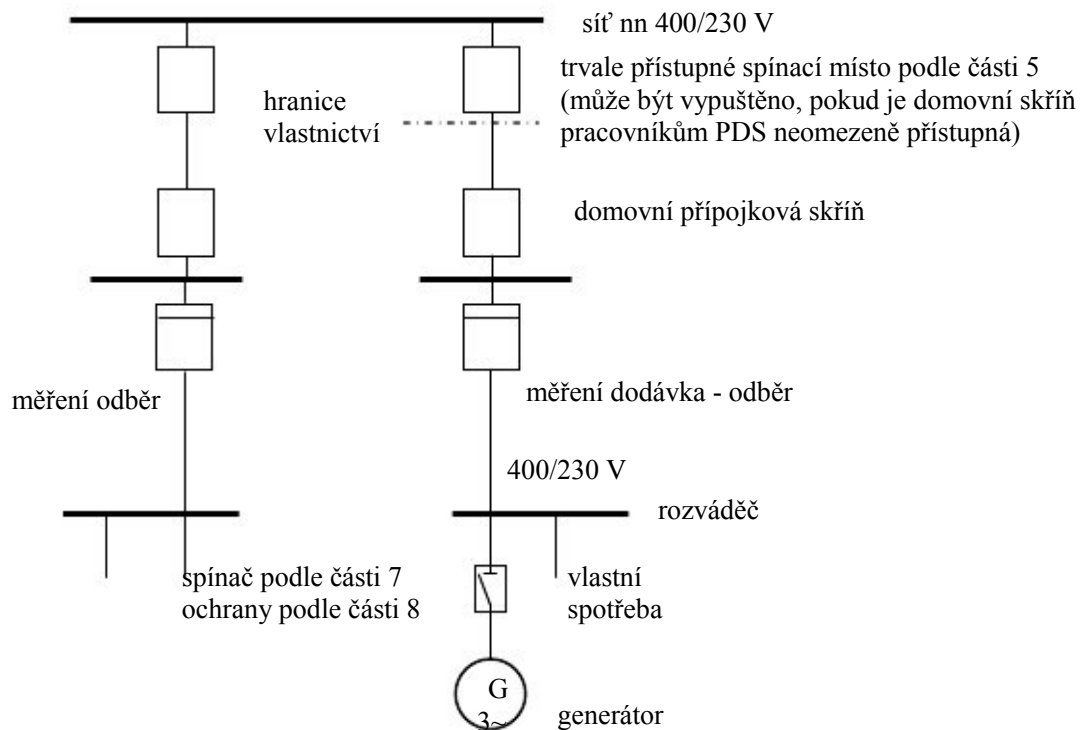 síť nn 400/230 V
trvale přístupné spínací místo podle části 5
(může být vypuštěno, pokud je domovní skříň
pracovníkům PDS neomezeně přístupná)
hranice
vlastnictví
domovní přípojková skříň
měření odběr
měření dodávka - odběr
400/230 V
rozváděč
spínač podle části 7
ochrany podle části 8
vlastní
spotřeba
G
3~
generátor